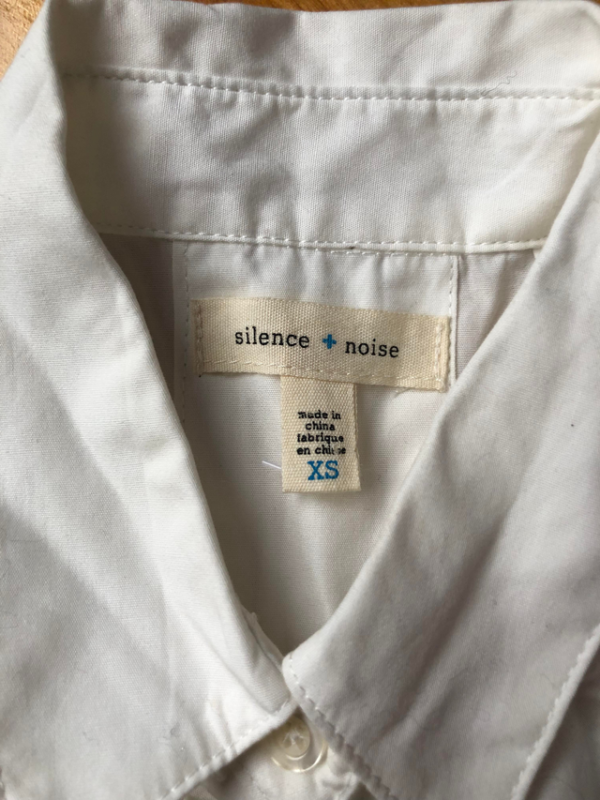 silence + noise
made in
china
fabriqué
en chine
XS